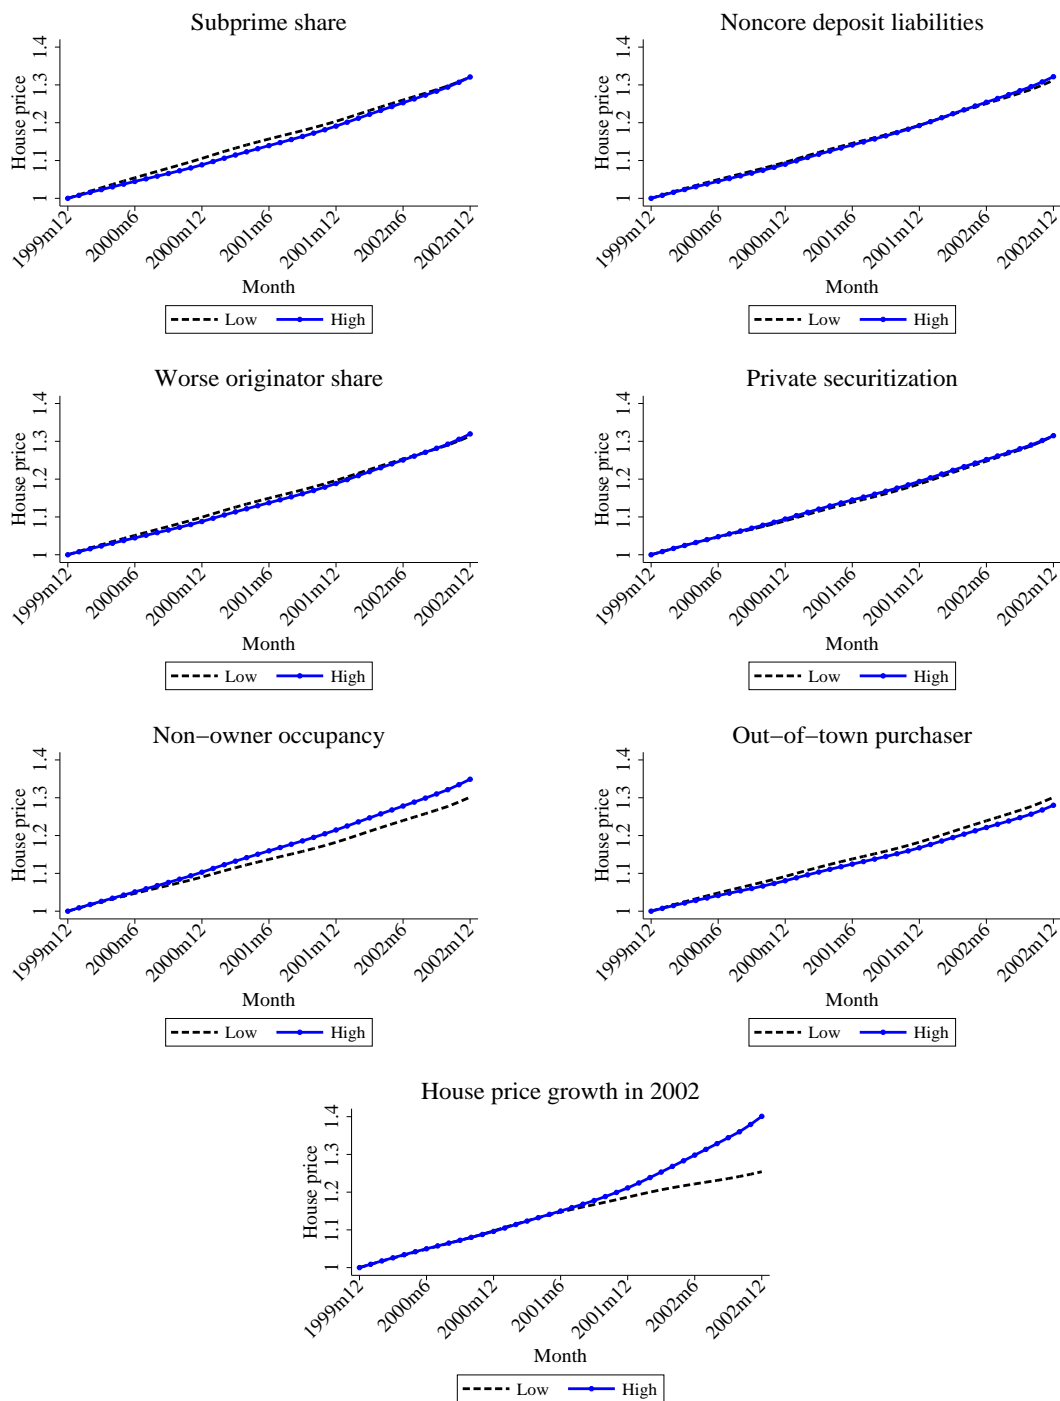 Subprime share
House price
1 1.1 1.2 1.3 1.4
1999m12 2000m6 2000m12 2001m6 2001m12 2002m6 2002m12
Month
Low High
Noncore deposit liabilities
House price
1 1.1 1.2 1.3 1.4
1999m12 2000m6 2000m12 2001m6 2001m12 2002m6 2002m12
Month
Low High
Worse originator share
House price
1 1.1 1.2 1.3 1.4
1999m12 2000m6 2000m12 2001m6 2001m12 2002m6 2002m12
Month
Low High
Private securitization
House price
1 1.1 1.2 1.3 1.4
1999m12 2000m6 2000m12 2001m6 2001m12 2002m6 2002m12
Month
Low High
Non−owner occupancy
House price
1 1.1 1.2 1.3 1.4
1999m12 2000m6 2000m12 2001m6 2001m12 2002m6 2002m12
Month
Low High
Out−of−town purchaser
House price
1 1.1 1.2 1.3 1.4
1999m12 2000m6 2000m12 2001m6 2001m12 2002m6 2002m12
Month
Low High
House price growth in 2002
House price
1 1.1 1.2 1.3 1.4
1999m12 2000m6 2000m12 2001m6 2001m12 2002m6 2002m12
Month
Low High